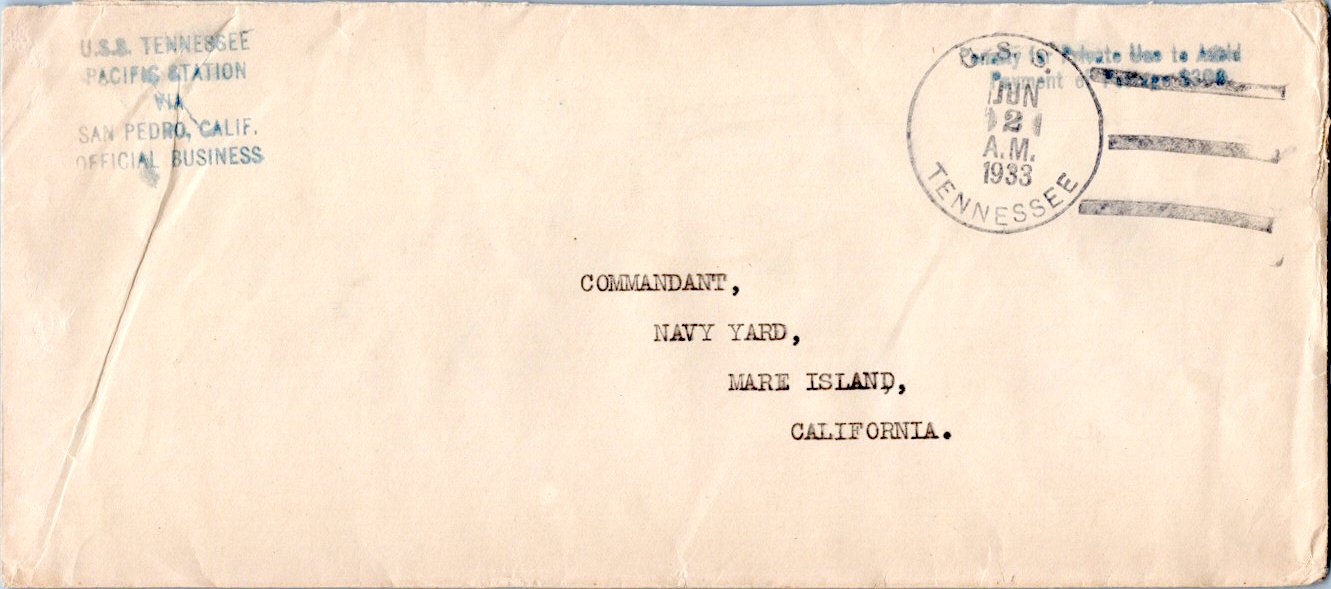 U.S.S. TENNESSEE
PACIFIC STATION
VIA
SAN PEDRO, CALIF.
OFFICIAL BUSINESS
Penalty for Private Use to Avoid
Payment of Postage $300.
U. S. S.
JUN
2
A.M.
1933
TENNESSEE
COMMANDANT,
NAVY YARD,
MARE ISLAND,
CALIFORNIA.